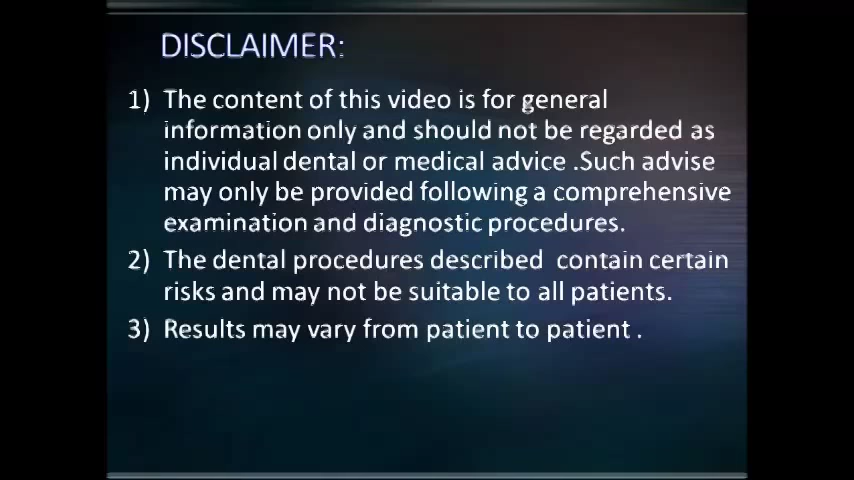 DISCLAIMER:
1) The content of this video is for general
information only and should not be regarded as
individual dental or medical advice .Such advise
may only be provided following a comprehensive
examination and diagnostic procedures.
2) The dental procedures described  contain certain
risks and may not be suitable to all patients.
3) Results may vary from patient to patient .